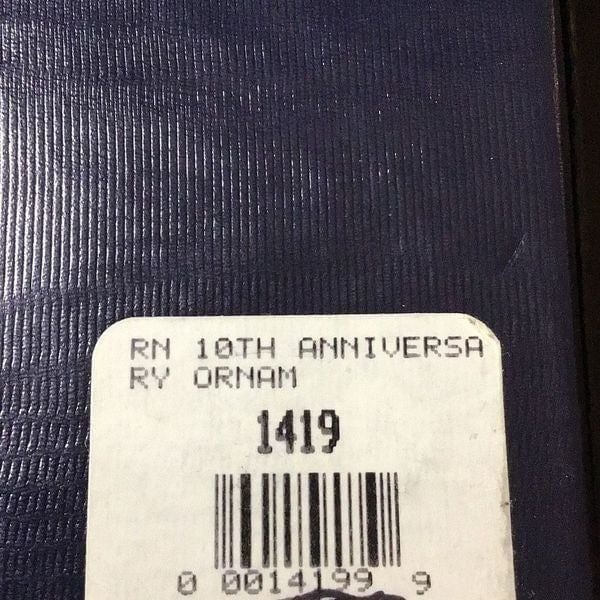 RN 10TH ANNIVERSA
RY ORNAM
1419
0 0014199 9